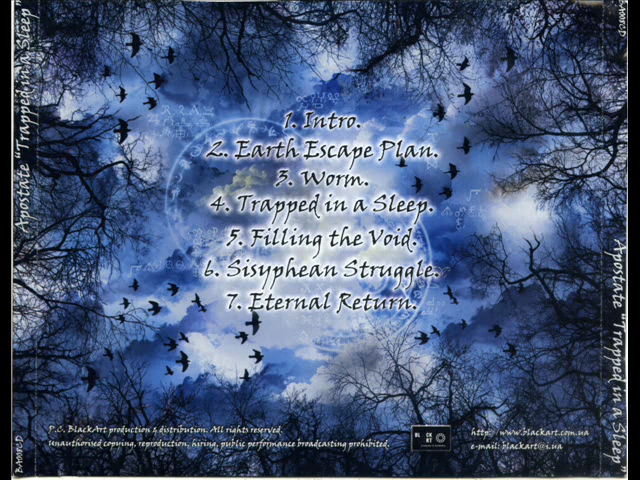 1. Intro.
2. Earth Escape Plan.
3. Worm.
4. Trapped in a Sleep.
5. Filling the Void.
6. Sisyphean Struggle.
7. Eternal Return.
Apostate "Trapped in a Sleep"
Apostate "Trapped in a Sleep"
P.C. BlackArt production & distribution. All rights reserved.
Unauthorised copying, reproduction, hiring, public performance broadcasting prohibited.
http://www.blackart.com.ua
e-mail: blackart@i.ua